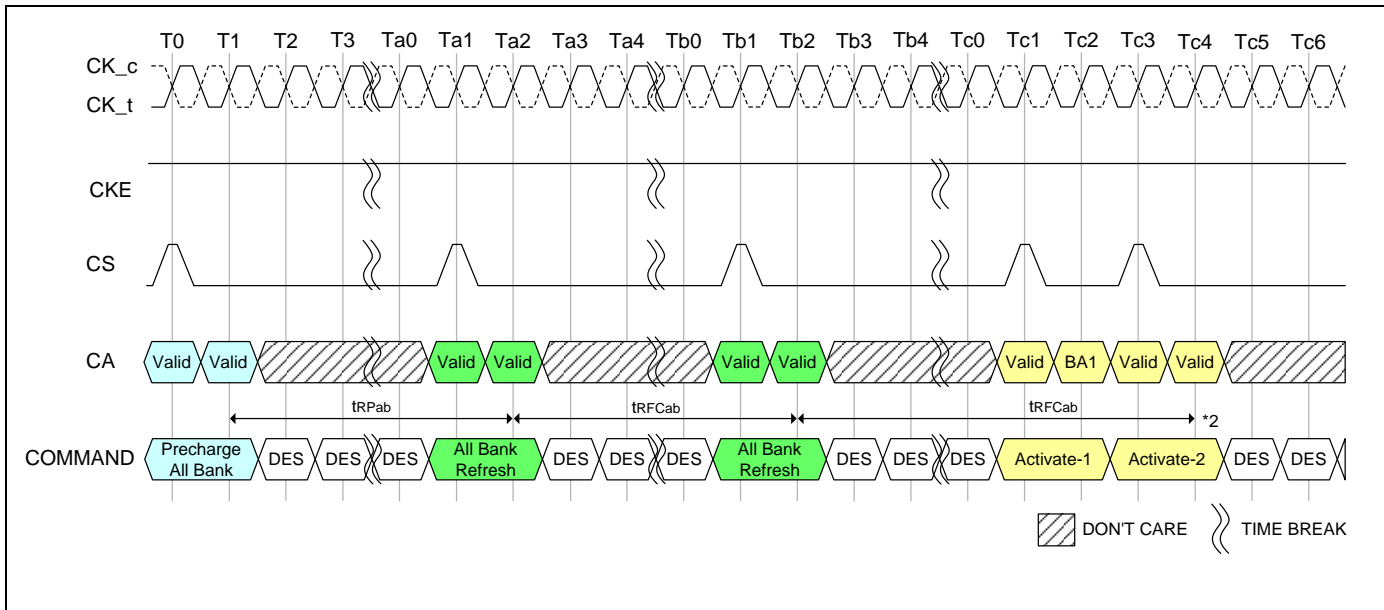 T0 T1 T2 T3 Ta0 Ta1 Ta2 Ta3 Ta4 Tb0 Tb1 Tb2 Tb3 Tb4 Tc0 Tc1 Tc2 Tc3 Tc4 Tc5 Tc6
CK_c
CK_t
CKE
CS
CA Valid Valid Valid Valid Valid Valid Valid BA1 Valid Valid
tRPab tRFCab tRFCab *2
COMMAND Precharge All Bank DES DES DES All Bank Refresh DES DES DES All Bank Refresh DES DES DES Activate-1 Activate-2 DES DES
DON'T CARE TIME BREAK